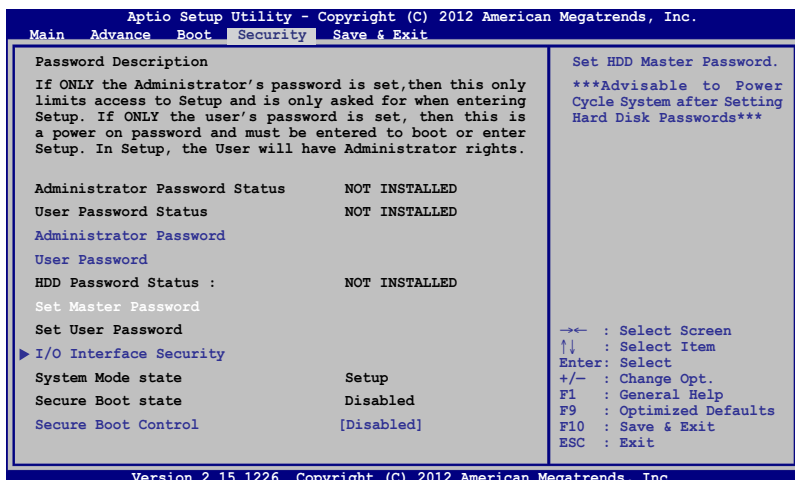 Aptio Setup Utility - Copyright (C) 2012 American Megatrends, Inc.
Main Advance Boot Security Save & Exit
Password Description
If ONLY the Administrator's password is set,then this only
limits access to Setup and is only asked for when entering
Setup. If ONLY the user's password is set, then this is
a power on password and must be entered to boot or enter
Setup. In Setup, the User will have Administrator rights.
Administrator Password Status NOT INSTALLED
User Password Status NOT INSTALLED
Administrator Password
User Password
HDD Password Status : NOT INSTALLED
Set Master Password
Set User Password
I/O Interface Security
System Mode state Setup
Secure Boot state Disabled
Secure Boot Control [Disabled]
Set HDD Master Password.
***Advisable to Power
Cycle System after Setting
Hard Disk Passwords***
→← : Select Screen
↑↓ : Select Item
Enter: Select
+/— : Change Opt.
F1 : General Help
F9 : Optimized Defaults
F10 : Save & Exit
ESC : Exit
Version 2.15.1226. Copyright (C) 2012 American Megatrends, Inc.